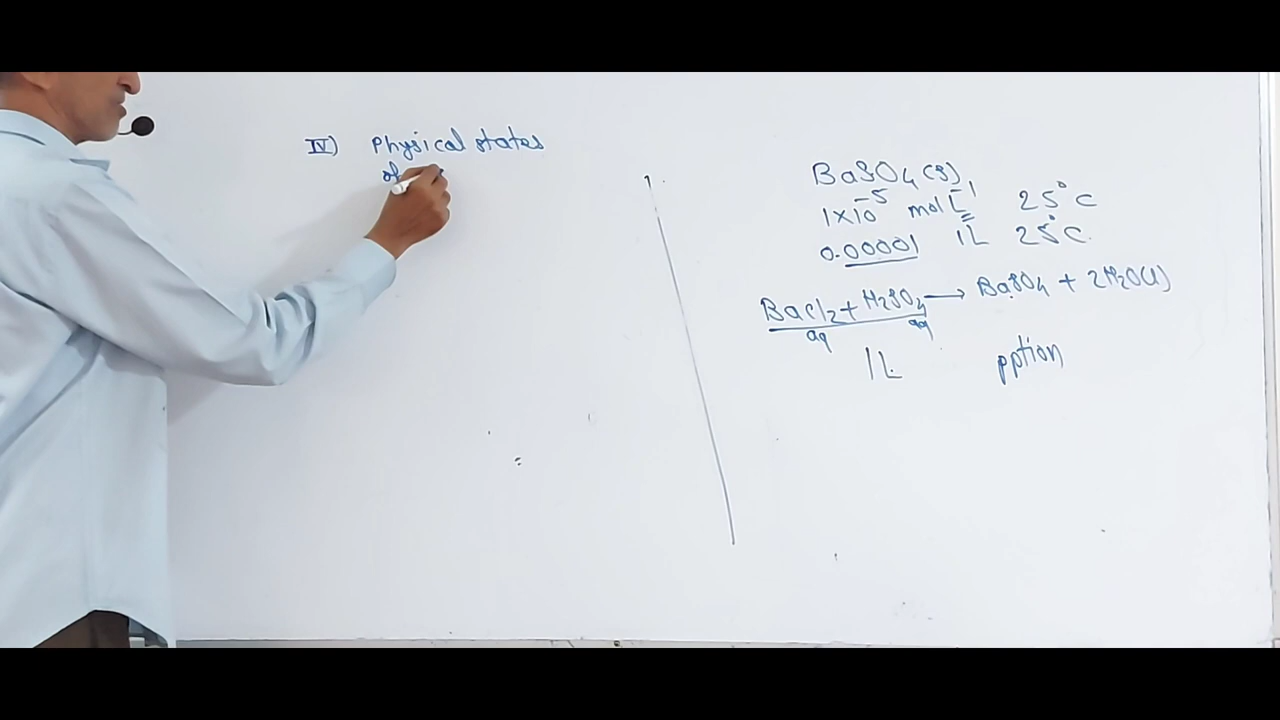 IV) Physical states
of
BaSO4(s)
1×10⁻⁵ mol L⁻¹ 25°C
0.00001 1L 25°C.
BaCl2 + H2SO4 → BaSO4 + 2H2O(l)
aq aq
1L pption